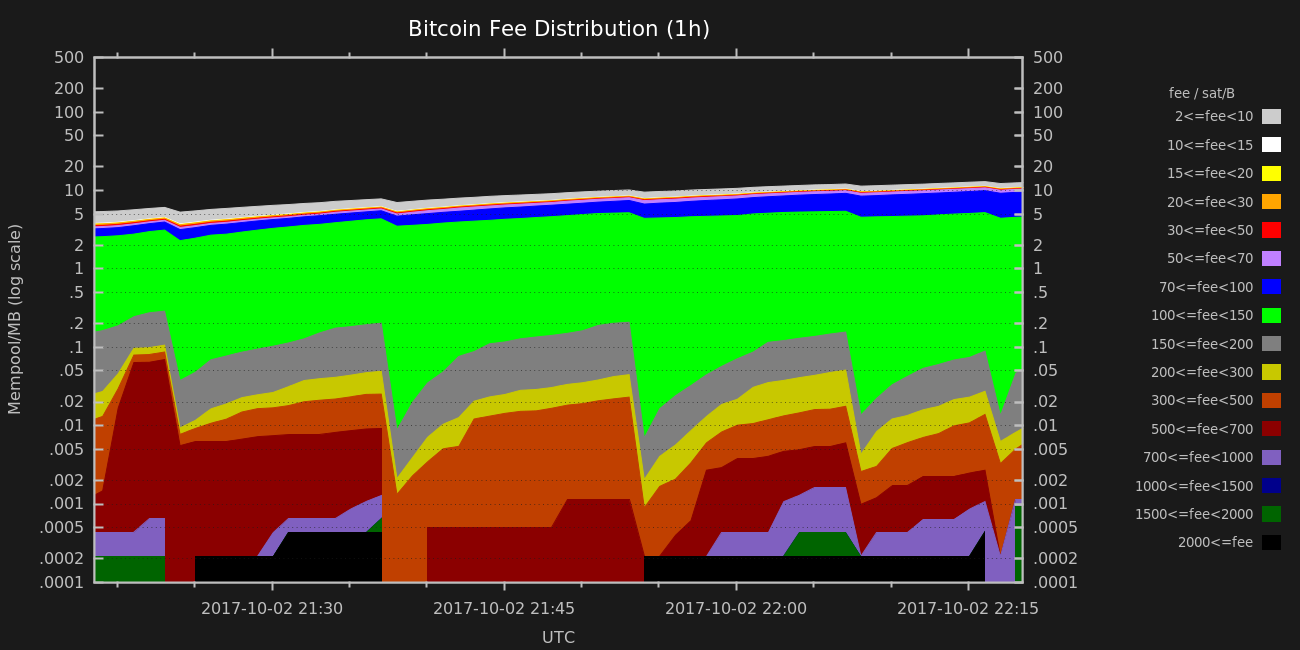 Bitcoin Fee Distribution (1h)
500 500
200 200
100 100
50 50
20 20
10 10
5 5
2 2
1 1
.5 .5
.2 .2
.1 .1
.05 .05
.02 .02
.01 .01
.005 .005
.002 .002
.001 .001
.0005 .0005
.0002 .0002
.0001 .0001
Mempool/MB (log scale)
2017-10-02 21:30 2017-10-02 21:45 2017-10-02 22:00 2017-10-02 22:15
UTC
fee / sat/B
2<=fee<10
10<=fee<15
15<=fee<20
20<=fee<30
30<=fee<50
50<=fee<70
70<=fee<100
100<=fee<150
150<=fee<200
200<=fee<300
300<=fee<500
500<=fee<700
700<=fee<1000
1000<=fee<1500
1500<=fee<2000
2000<=fee